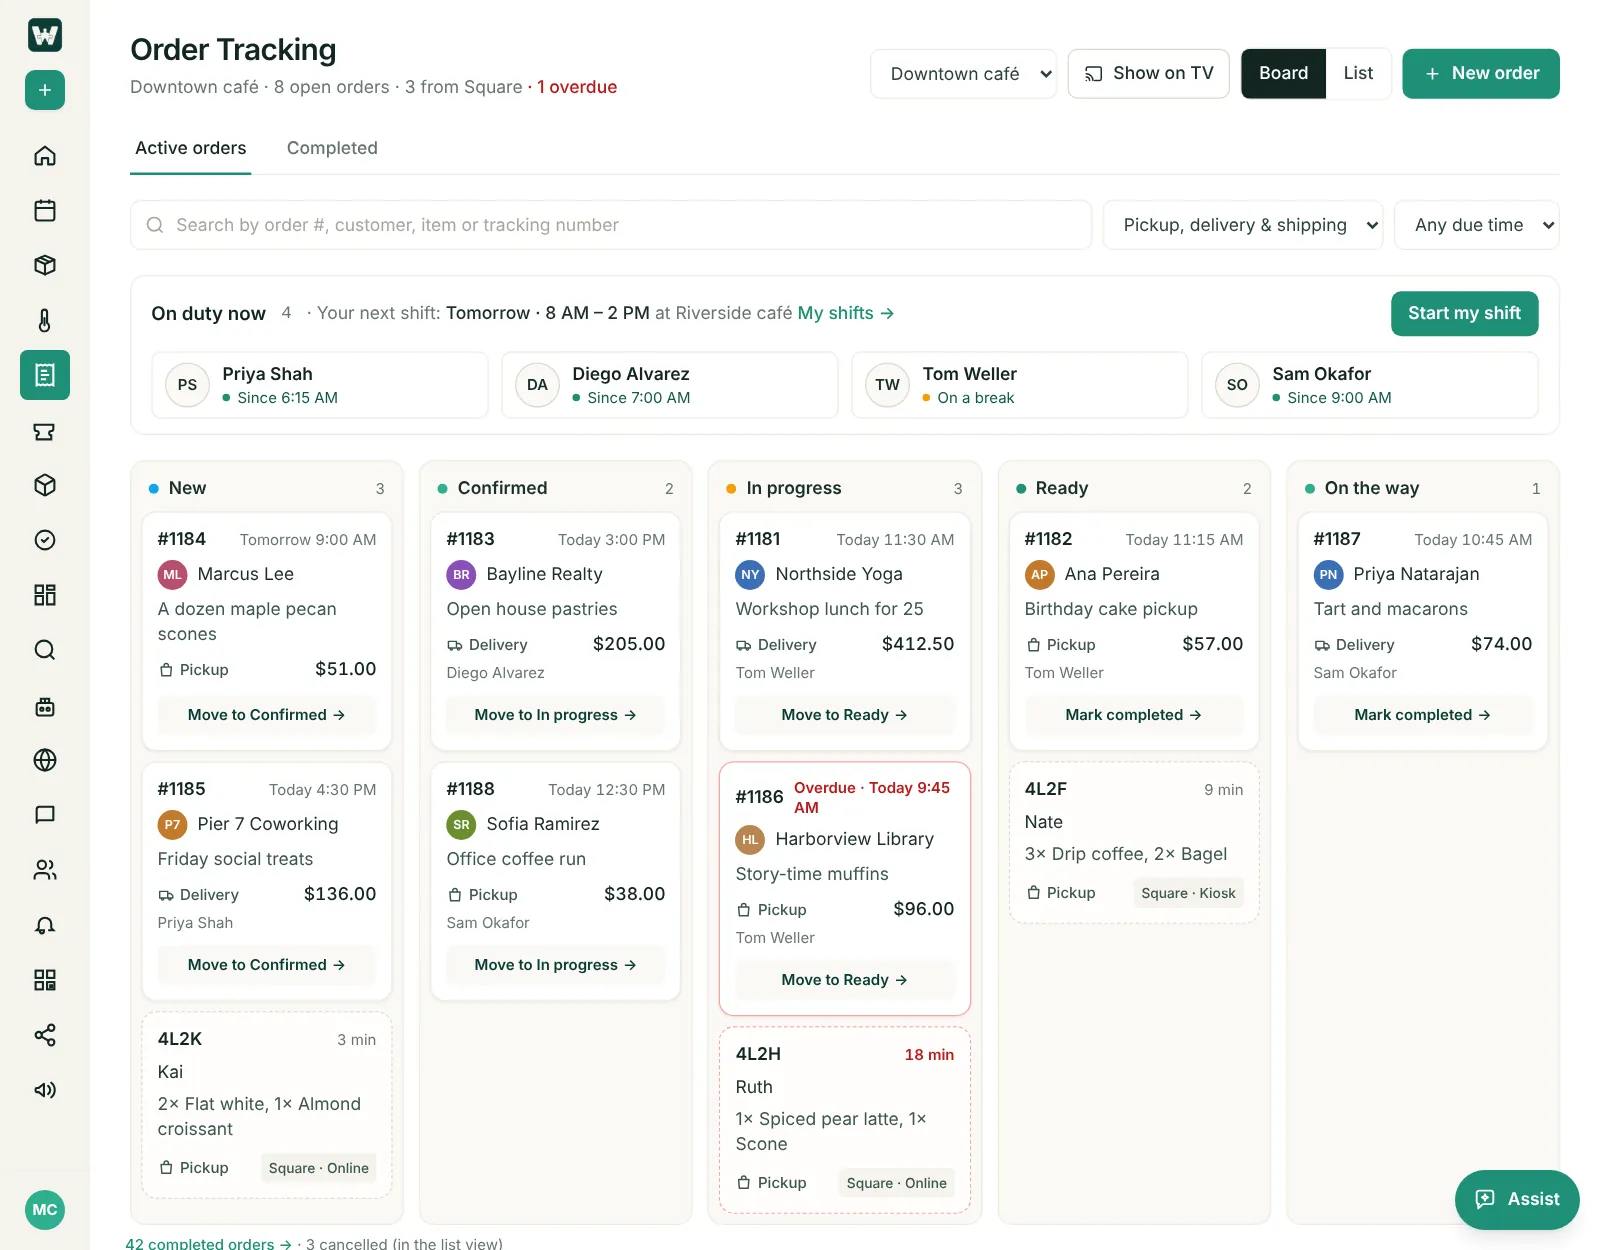 W
Order Tracking
Downtown café · 8 open orders · 3 from Square · 1 overdue
Downtown café
Show on TV
Board
List
+ New order
Active orders
Completed
Search by order #, customer, item or tracking number
Pickup, delivery & shipping
Any due time
On duty now 4 · Your next shift: Tomorrow · 8 AM – 2 PM at Riverside café My shifts →
Start my shift
PS
Priya Shah
Since 6:15 AM
DA
Diego Alvarez
Since 7:00 AM
TW
Tom Weller
On a break
SO
Sam Okafor
Since 9:00 AM
New 3
#1184 Tomorrow 9:00 AM
ML Marcus Lee
A dozen maple pecan
scones
Pickup $51.00
Move to Confirmed →
#1185 Today 4:30 PM
P7 Pier 7 Coworking
Friday social treats
Delivery $136.00
Priya Shah
Move to Confirmed →
4L2K 3 min
Kai
2× Flat white, 1× Almond
croissant
Pickup Square · Online
Confirmed 2
#1183 Today 3:00 PM
BR Bayline Realty
Open house pastries
Delivery $205.00
Diego Alvarez
Move to In progress →
#1188 Today 12:30 PM
SR Sofia Ramirez
Office coffee run
Pickup $38.00
Sam Okafor
Move to In progress →
In progress 3
#1181 Today 11:30 AM
NY Northside Yoga
Workshop lunch for 25
Delivery $412.50
Tom Weller
Move to Ready →
#1186 Overdue · Today 9:45
AM
HL Harborview Library
Story-time muffins
Pickup $96.00
Tom Weller
Move to Ready →
4L2H 18 min
Ruth
1× Spiced pear latte, 1×
Scone
Pickup Square · Online
Ready 2
#1182 Today 11:15 AM
AP Ana Pereira
Birthday cake pickup
Pickup $57.00
Tom Weller
Mark completed →
4L2F 9 min
Nate
3× Drip coffee, 2× Bagel
Pickup Square · Kiosk
On the way 1
#1187 Today 10:45 AM
PN Priya Natarajan
Tart and macarons
Delivery $74.00
Sam Okafor
Mark completed →
MC
Assist
42 completed orders → · 3 cancelled (in the list view)